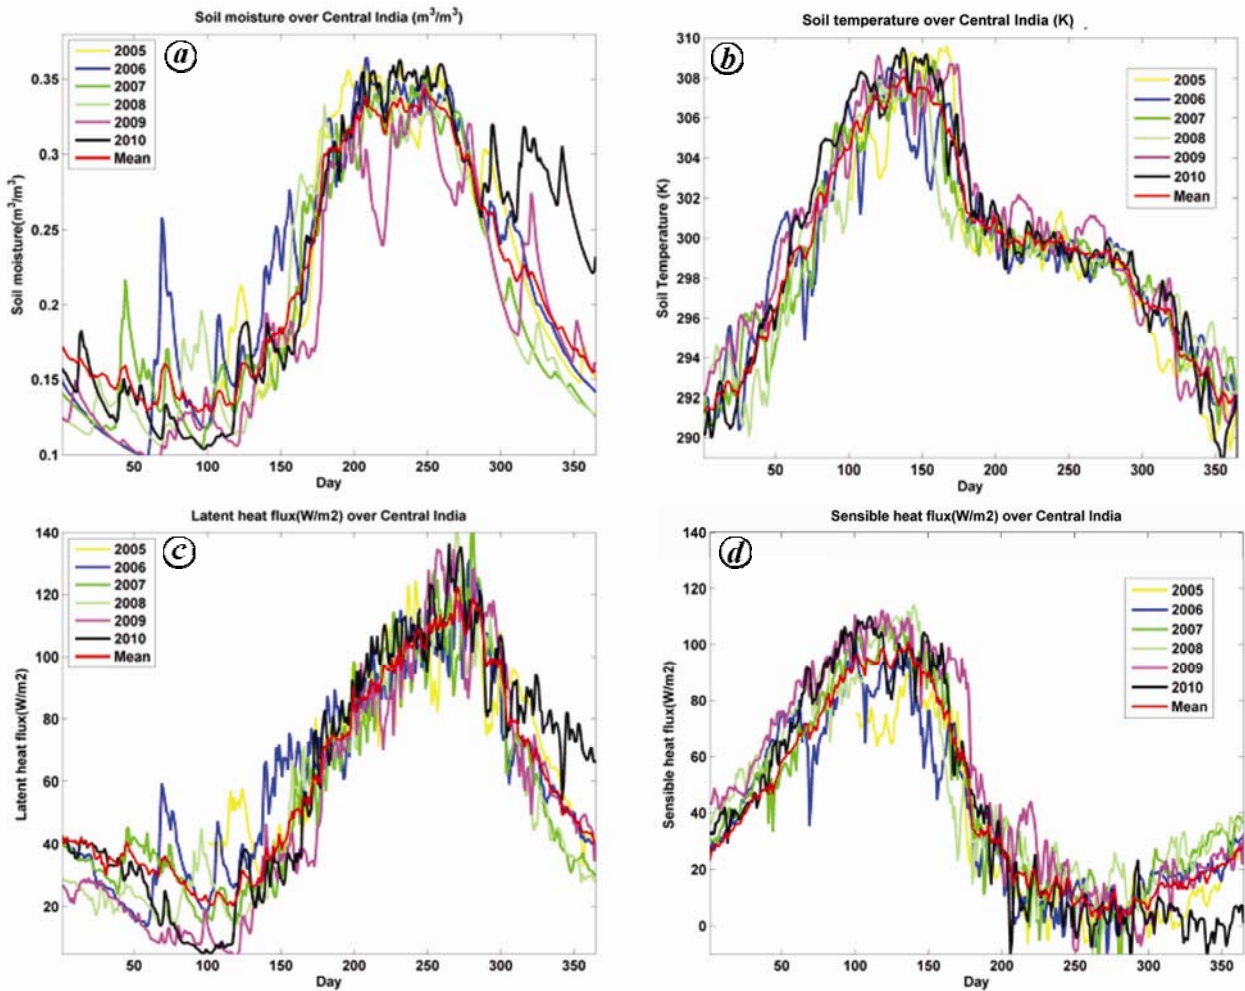 Soil moisture over Central India (m³/m³)
a
2005
2006
2007
2008
2009
2010
Mean
Soil moisture(m³/m³)
0.35
0.3
0.25
0.2
0.15
0.1
50 100 150 200 250 300 350
Day
Soil temperature over Central India (K)
b
2005
2006
2007
2008
2009
2010
Mean
Soil Temperature (K)
310
308
306
304
302
300
298
296
294
292
290
50 100 150 200 250 300 350
Day
Latent heat flux(W/m2) over Central India
c
2005
2006
2007
2008
2009
2010
Mean
Latent heat flux(W/m2)
140
120
100
80
60
40
20
50 100 150 200 250 300 350
Day
Sensible heat flux(W/m2) over Central India
d
2005
2006
2007
2008
2009
2010
Mean
Sensible heat flux(W/m2)
140
120
100
80
60
40
20
0
50 100 150 200 250 300 350
Day